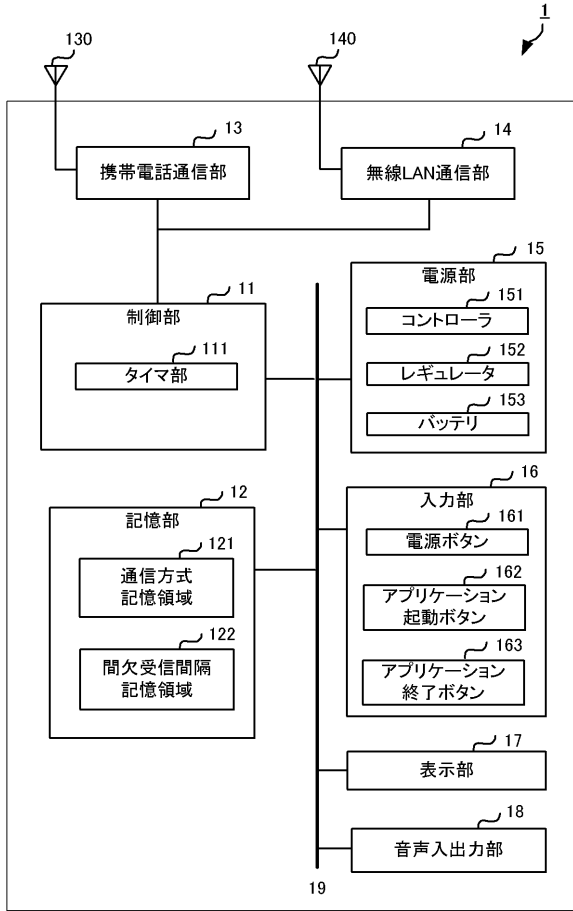 1
130
140
13
携帯電話通信部
14
無線LAN通信部
11
制御部
111
タイマ部
15
電源部
151
コントローラ
152
レギュレータ
153
バッテリ
12
記憶部
121
通信方式
記憶領域
122
間欠受信間隔
記憶領域
16
入力部
161
電源ボタン
162
アプリケーション
起動ボタン
163
アプリケーション
終了ボタン
17
表示部
18
音声入出力部
19